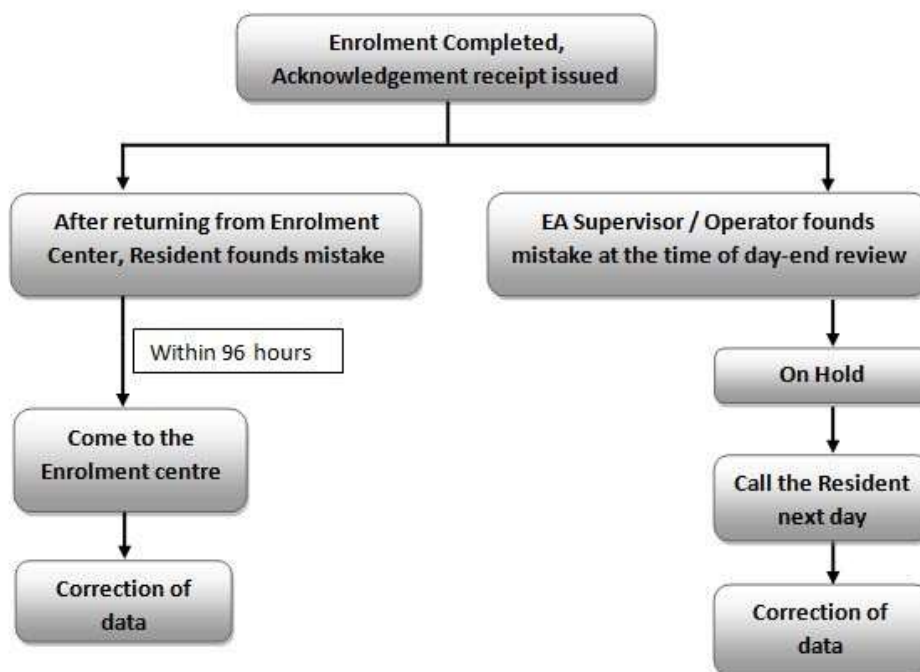 Enrolment Completed,
Acknowledgement receipt issued
After returning from Enrolment
Center, Resident founds mistake
Within 96 hours
Come to the
Enrolment centre
Correction of
data
EA Supervisor / Operator founds
mistake at the time of day-end review
On Hold
Call the Resident
next day
Correction of
data